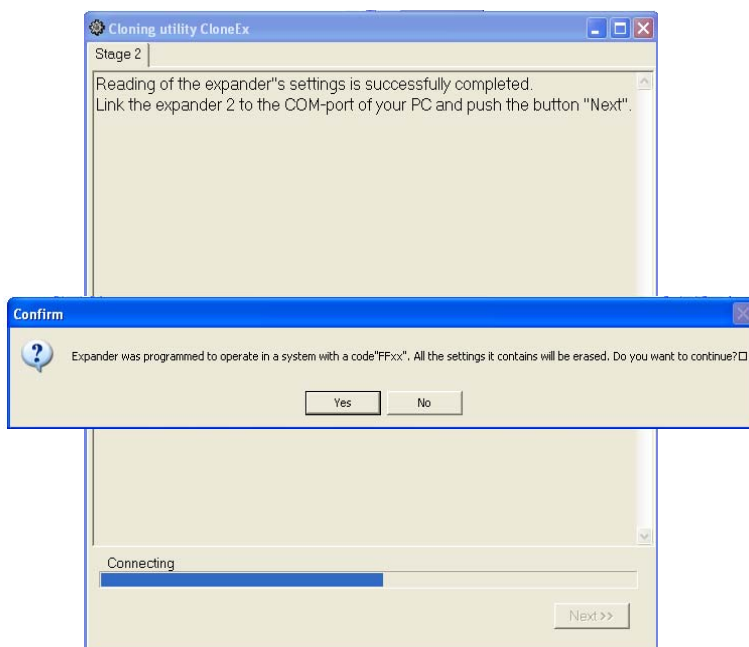 Cloning utility CloneEx
Stage 2
Reading of the expander"s settings is successfully completed.
Link the expander 2 to the COM-port of your PC and push the button "Next".
Confirm
Expander was programmed to operate in a system with a code"FFxx". All the settings it contains will be erased. Do you want to continue?
Yes
No
Connecting
Next >>